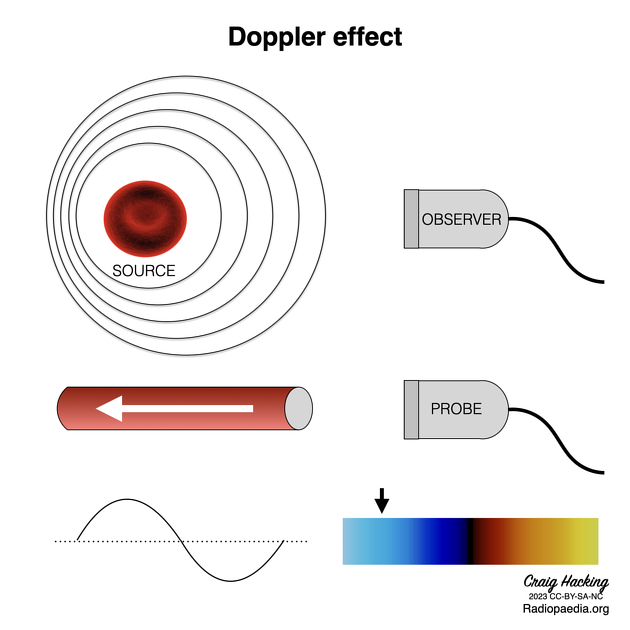 Doppler effect
OBSERVER
SOURCE
PROBE
Craig Hacking
2023 CC-BY-SA-NC
Radiopaedia.org